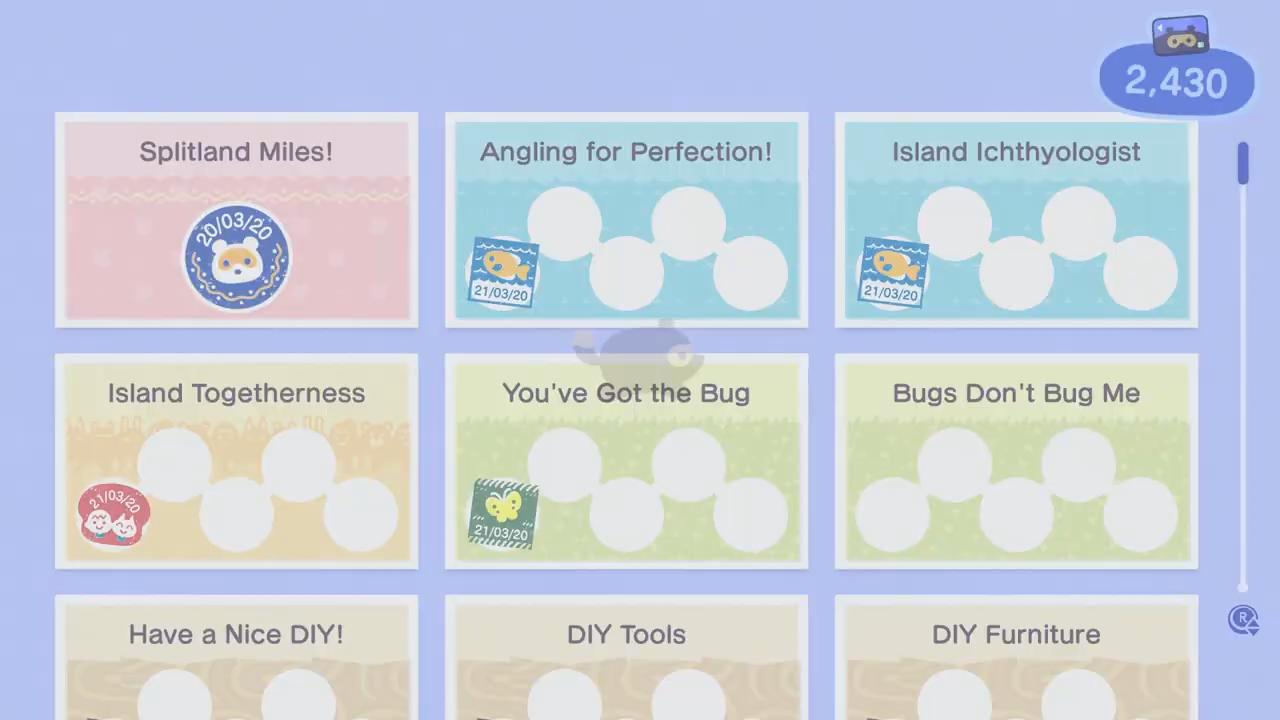 2,430
Splitland Miles!
20/03/20
Angling for Perfection!
21/03/20
Island Ichthyologist
21/03/20
Island Togetherness
21/03/20
You've Got the Bug
21/03/20
Bugs Don't Bug Me
Have a Nice DIY!
DIY Tools
DIY Furniture
R